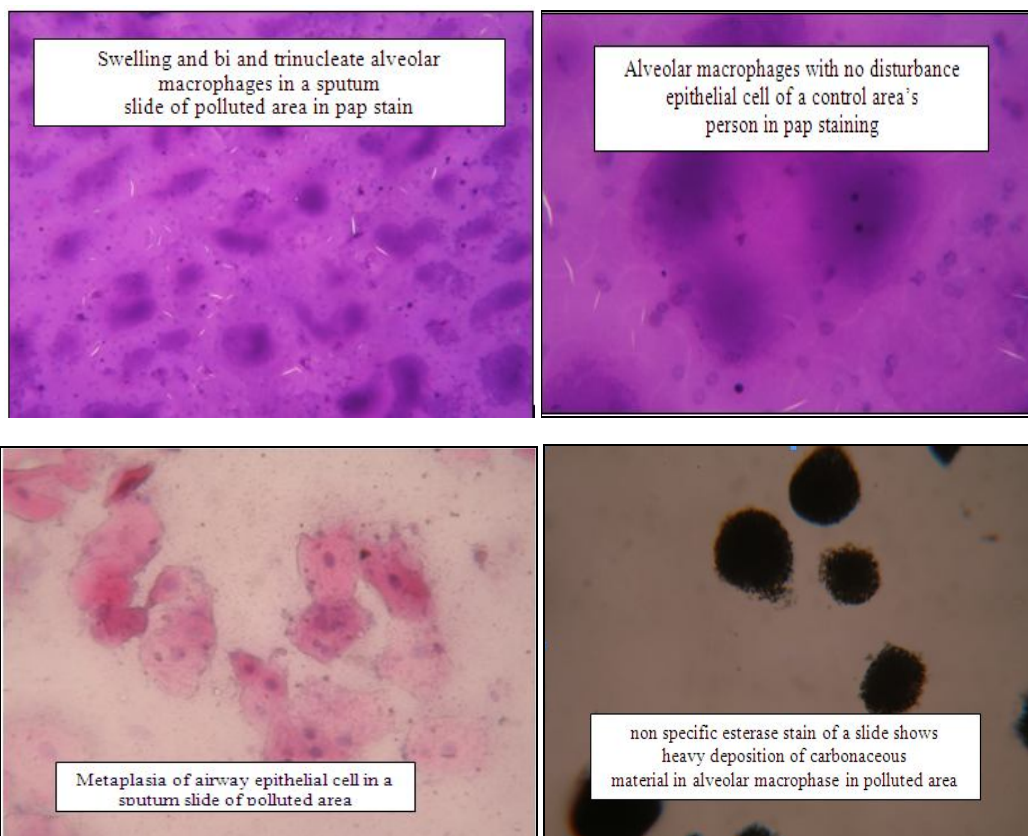 Swelling and bi and trinucleate alveolar
macrophages in a sputum
slide of polluted area in pap stain
Alveolar macrophages with no disturbance
epithelial cell of a control area's
person in pap staining
Metaplasia of airway epithelial cell in a
sputum slide of polluted area
non specific esterase stain of a slide shows
heavy deposition of carbonaceous
material in alveolar macrophase in polluted area